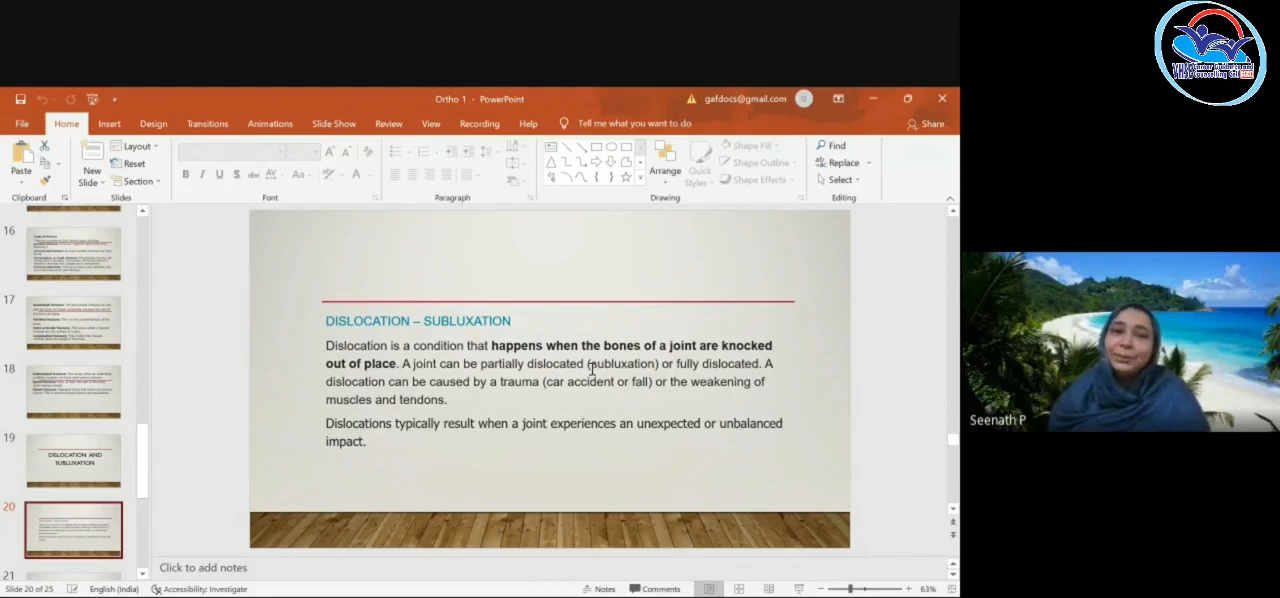 Ortho 1 - PowerPoint
gafdocs@gmail.com
G
File Home Insert Design Transitions Animations Slide Show Review View Recording Help Tell me what you want to do Share
Paste
New
Slide
Layout
Reset
Section
B I U S abc AV Aa A
Arrange
Quick
Styles
Shape Fill
Shape Outline
Shape Effects
Find
Replace
Select
Clipboard Slides Font Paragraph Drawing Editing
16
17
18
19
DISLOCATION AND
SUBLUXATION
20
21
DISLOCATION – SUBLUXATION
Dislocation is a condition that happens when the bones of a joint are knocked
out of place. A joint can be partially dislocated (subluxation) or fully dislocated. A
dislocation can be caused by a trauma (car accident or fall) or the weakening of
muscles and tendons.
Dislocations typically result when a joint experiences an unexpected or unbalanced
impact.
Click to add notes
Slide 20 of 25 English (India) Accessibility: Investigate Notes Comments 63%
Seenath P